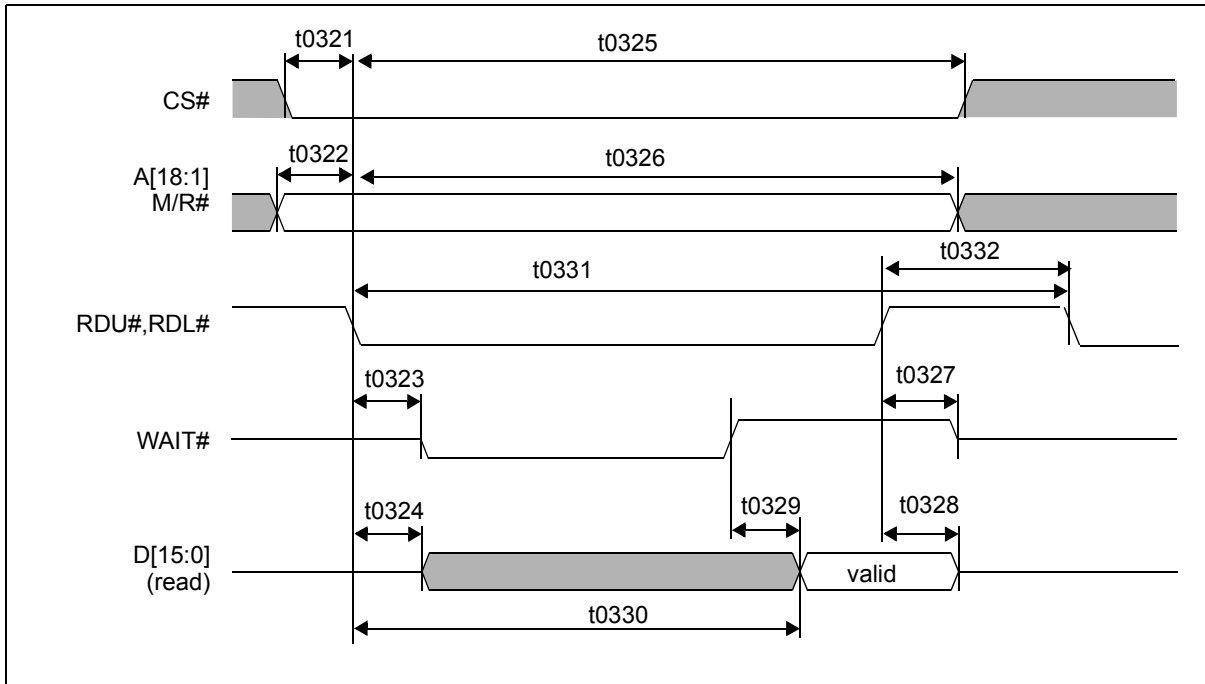 t0321
t0325
CS#
t0322
t0326
A[18:1]
M/R#
t0332
t0331
RDU#,RDL#
t0323
t0327
WAIT#
t0329
t0328
t0324
D[15:0]
(read)
valid
t0330